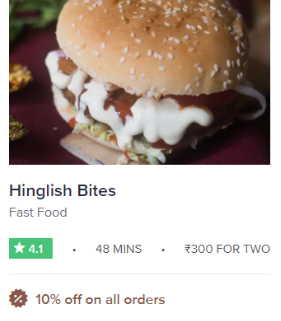 Hinglish Bites
Fast Food
★ 4.1 • 48 MINS • ₹300 FOR TWO
10% off on all orders